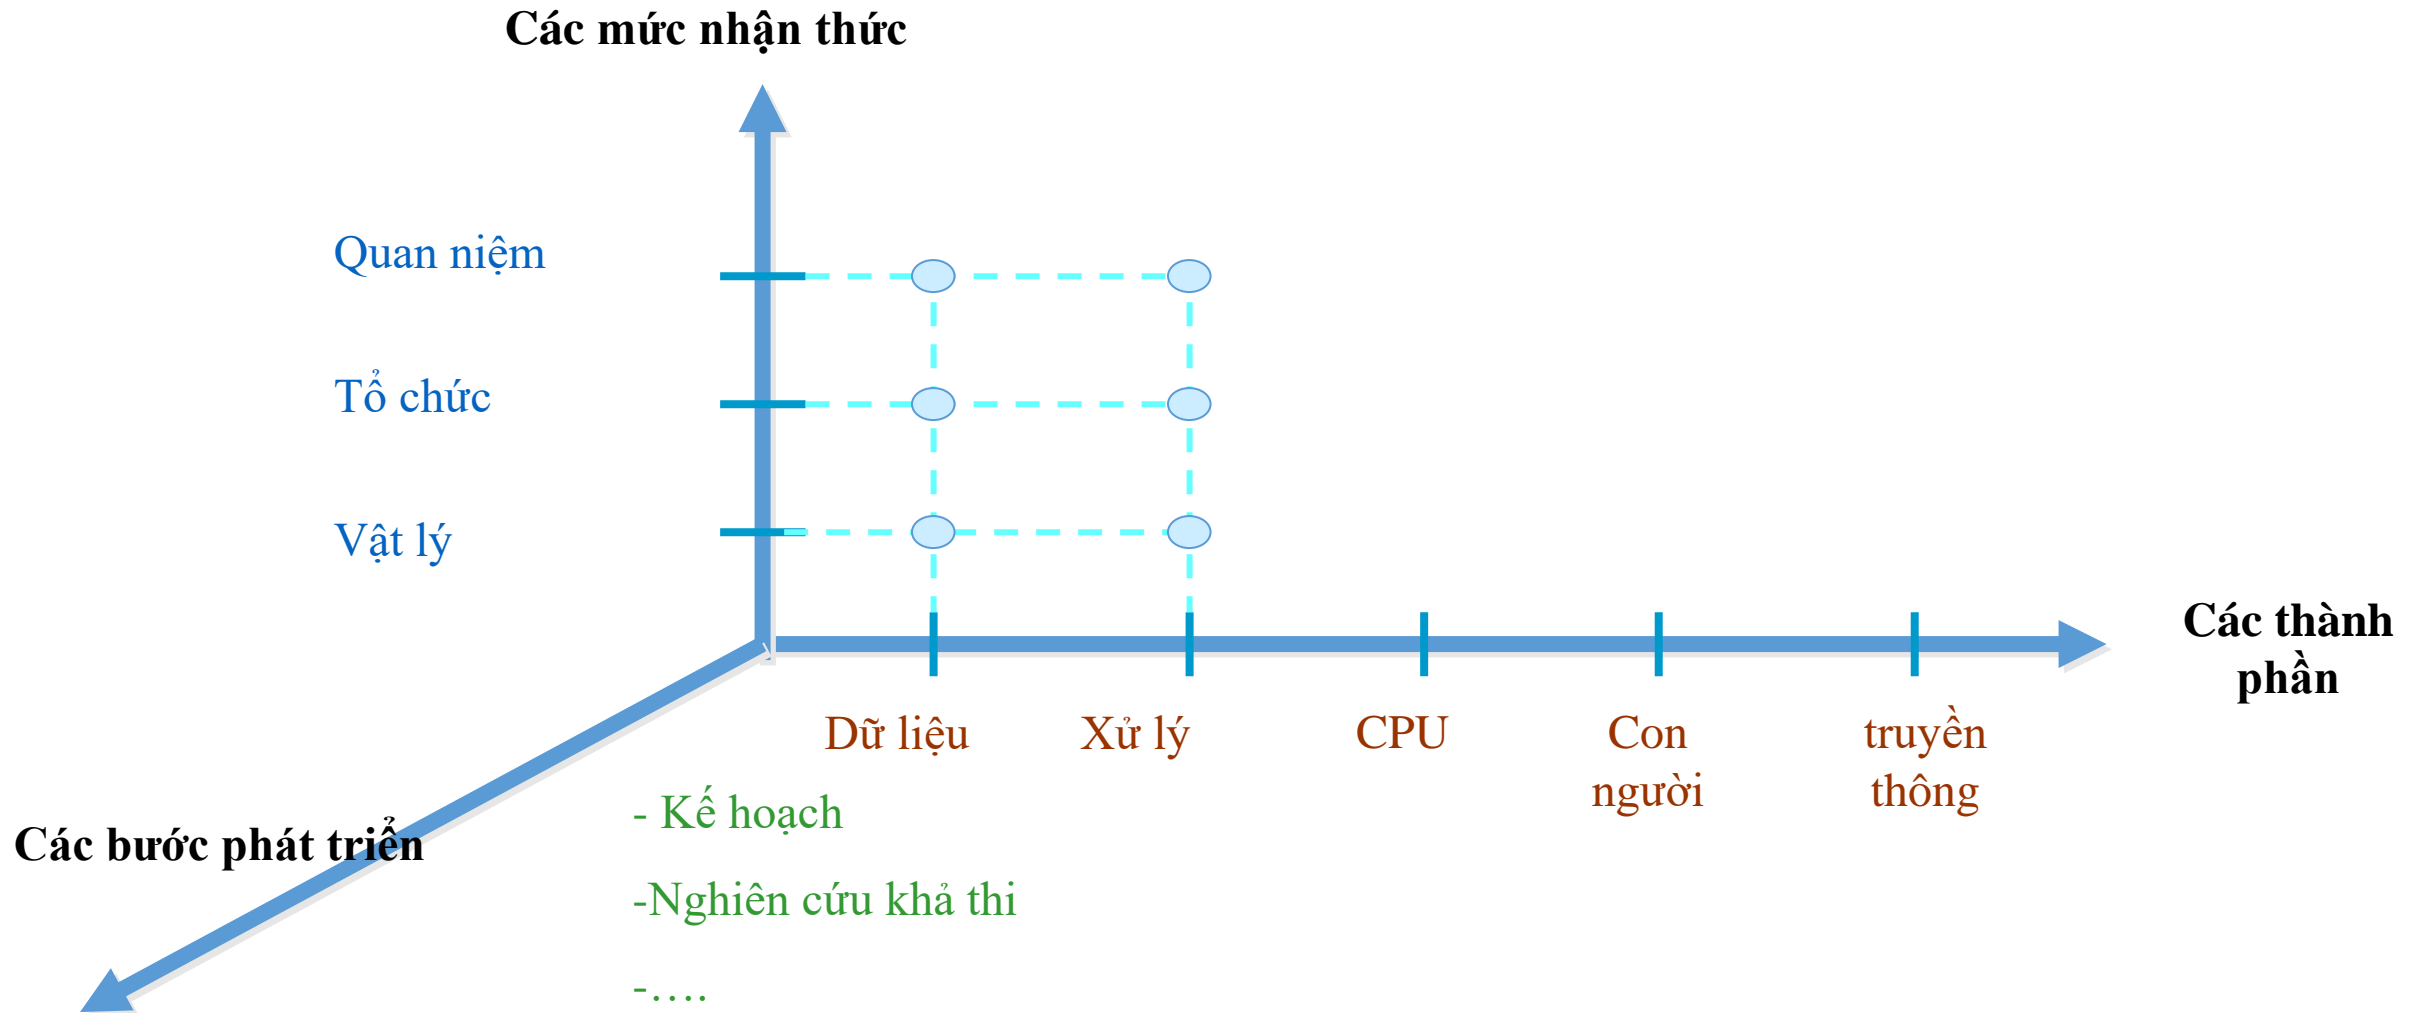 Các mức nhận thức
Quan niệm
Tổ chức
Vật lý
Các thành
phần
Dữ liệu
Xử lý
CPU
Con
người
truyền
thông
Các bước phát triển
- Kế hoạch
-Nghiên cứu khả thi
-….